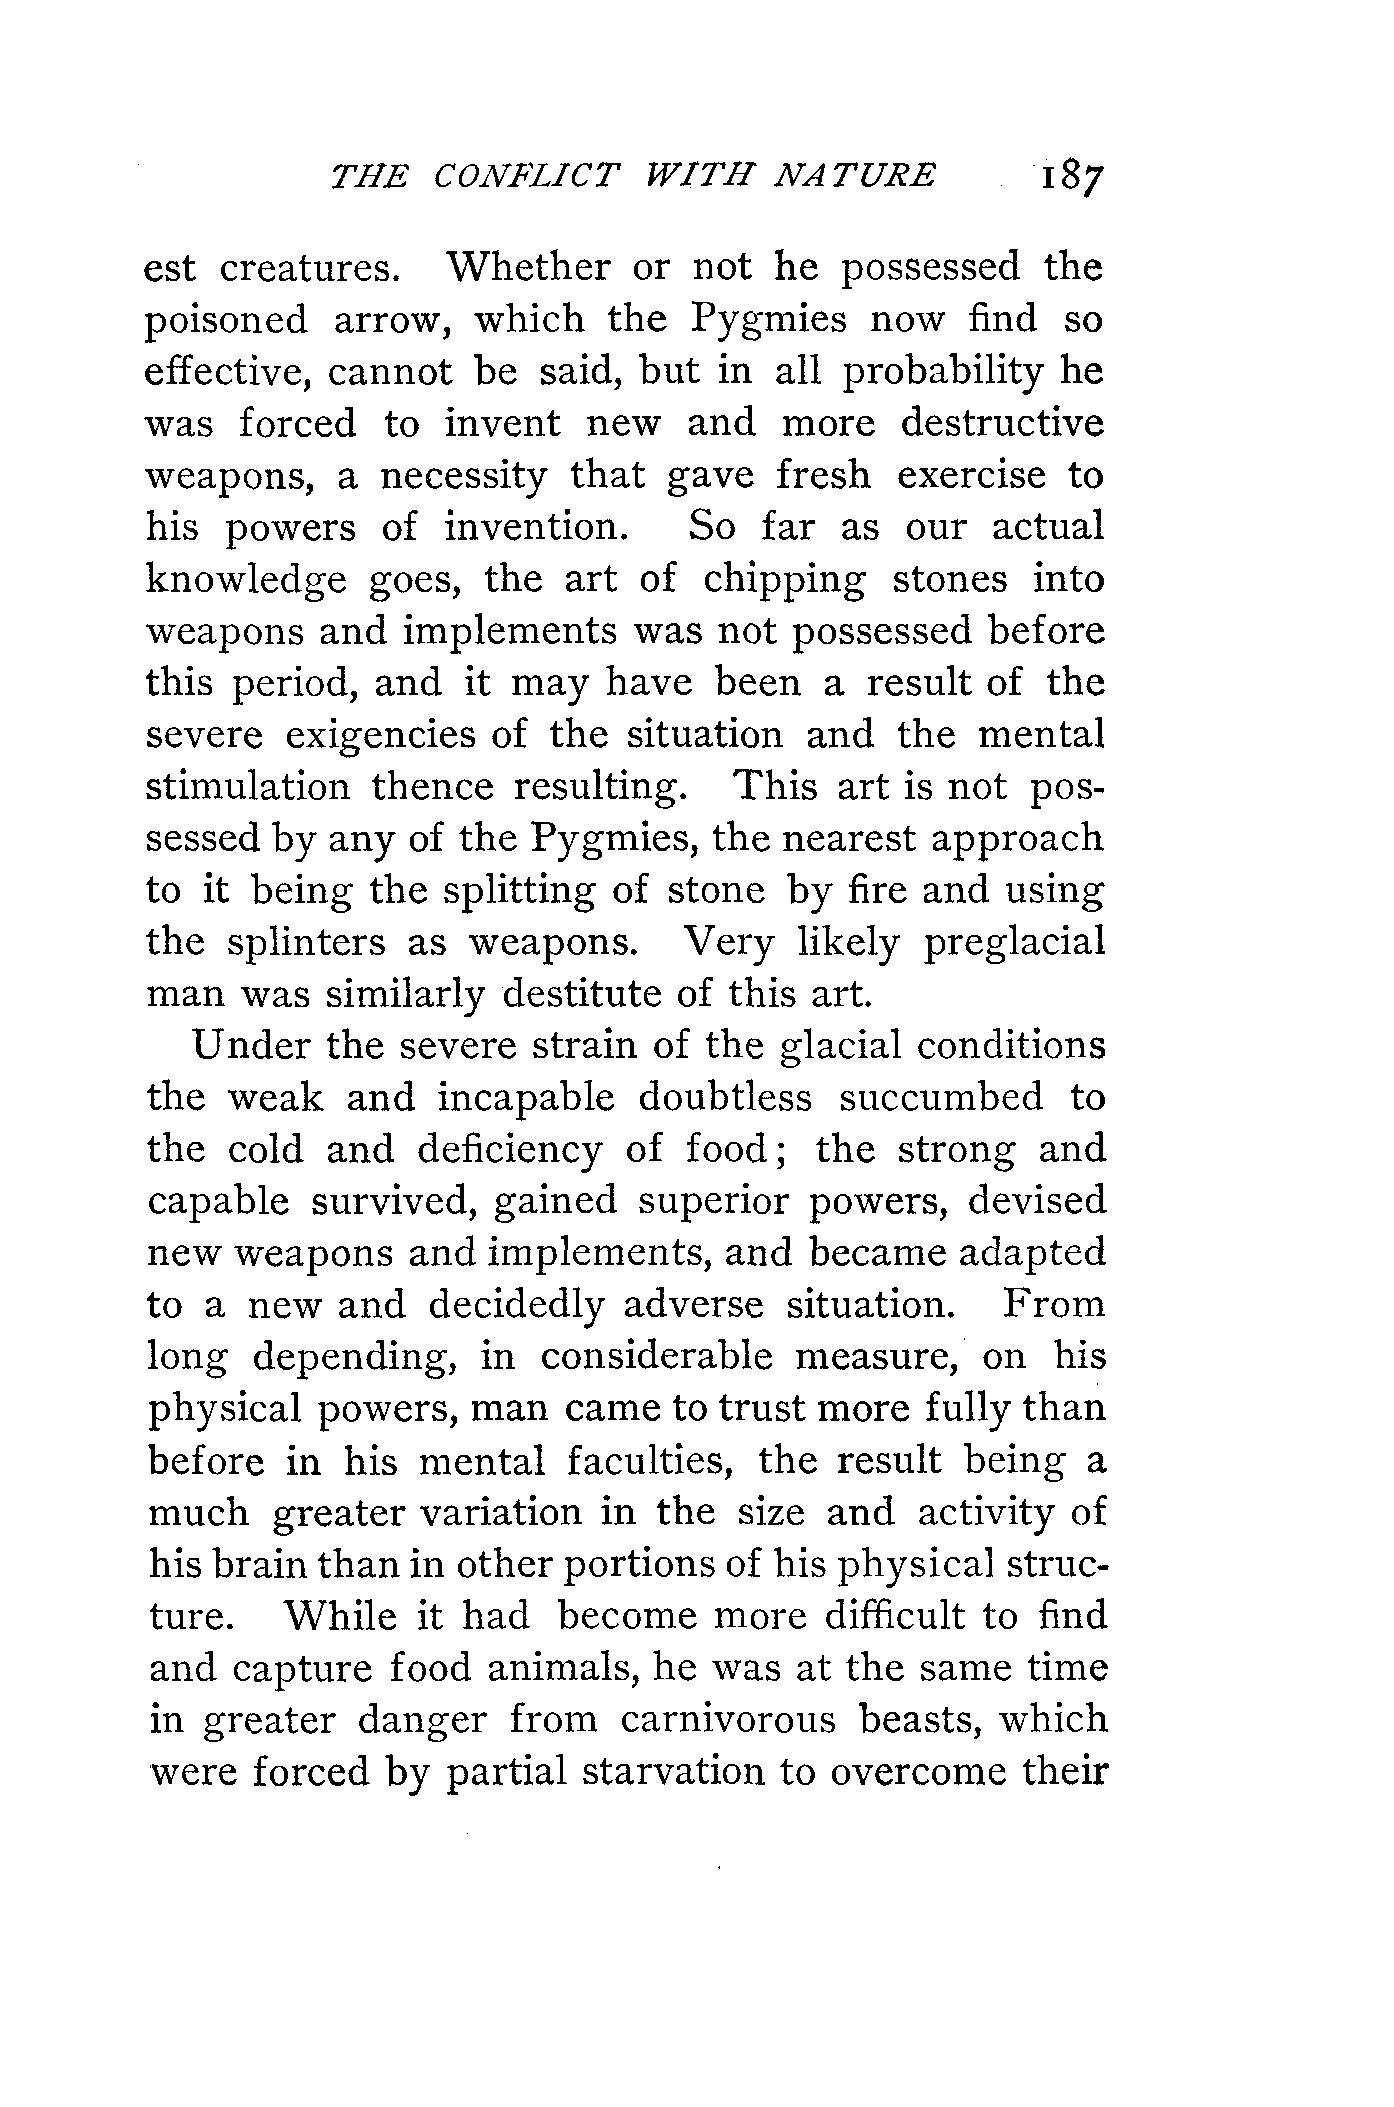 THE CONFLICT WITH NATURE 187
est creatures. Whether or not he possessed the
poisoned arrow, which the Pygmies now find so
effective, cannot be said, but in all probability he
was forced to invent new and more destructive
weapons, a necessity that gave fresh exercise to
his powers of invention. So far as our actual
knowledge goes, the art of chipping stones into
weapons and implements was not possessed before
this period, and it may have been a result of the
severe exigencies of the situation and the mental
stimulation thence resulting. This art is not pos-
sessed by any of the Pygmies, the nearest approach
to it being the splitting of stone by fire and using
the splinters as weapons. Very likely preglacial
man was similarly destitute of this art.
Under the severe strain of the glacial conditions
the weak and incapable doubtless succumbed to
the cold and deficiency of food; the strong and
capable survived, gained superior powers, devised
new weapons and implements, and became adapted
to a new and decidedly adverse situation. From
long depending, in considerable measure, on his
physical powers, man came to trust more fully than
before in his mental faculties, the result being a
much greater variation in the size and activity of
his brain than in other portions of his physical struc-
ture. While it had become more difficult to find
and capture food animals, he was at the same time
in greater danger from carnivorous beasts, which
were forced by partial starvation to overcome their